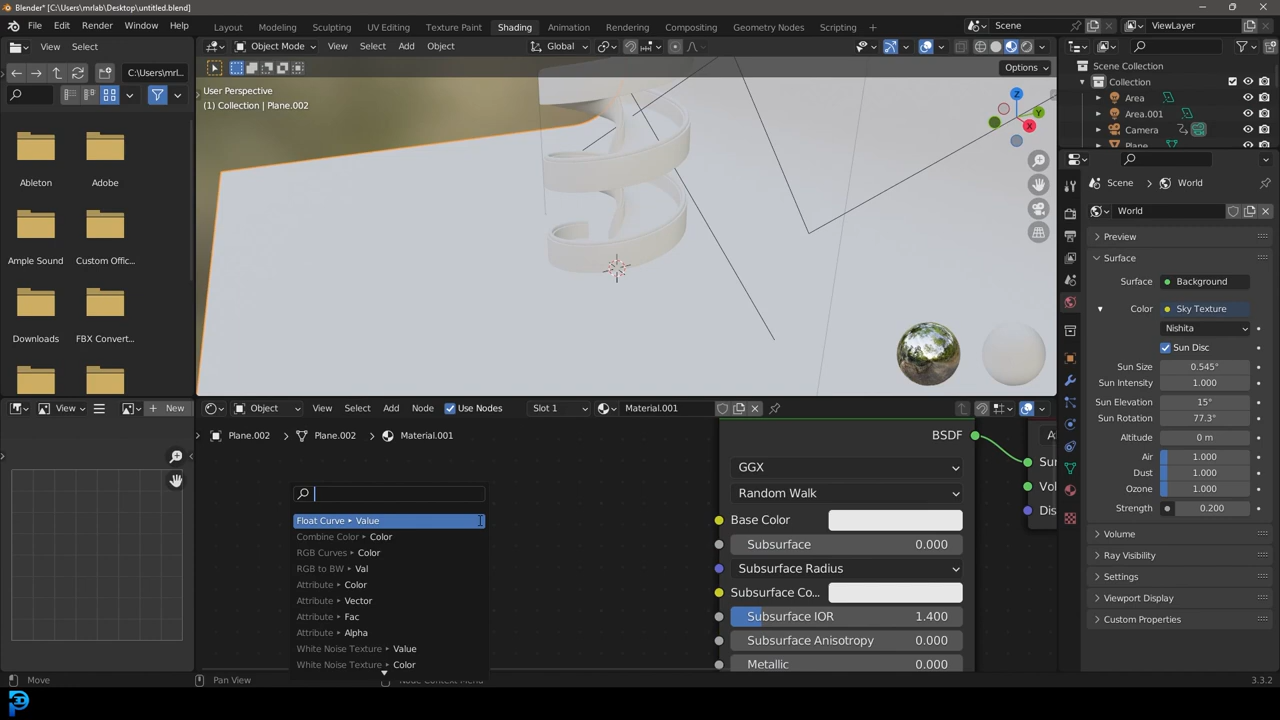 Blender* [C:\Users\mrlab\Desktop\untitled.blend]
File Edit Render Window Help
Layout Modeling Sculpting UV Editing Texture Paint Shading Animation Rendering Compositing Geometry Nodes Scripting
Scene
ViewLayer
View Select
Object Mode View Select Add Object
Global
Options
C:\Users\mrl...
User Perspective
(1) Collection | Plane.002
Z
Y
X
Ableton Adobe
Ample Sound Custom Offic...
Downloads FBX Convert...
Scene Collection
Collection
Area
Area.001
Camera
Plane
Scene World
World
Preview
Surface
Surface Background
Color Sky Texture
Nishita
Sun Disc
Sun Size 0.545°
Sun Intensity 1.000
Sun Elevation 15°
Sun Rotation 77.3°
Altitude 0 m
Air 1.000
Dust 1.000
Ozone 1.000
Strength 0.200
Volume
Ray Visibility
Settings
Viewport Display
Custom Properties
View New
Object View Select Add Node Use Nodes Slot 1 Material.001
Plane.002 Plane.002 Material.001
Float Curve ▸ Value
Combine Color ▸ Color
RGB Curves ▸ Color
RGB to BW ▸ Val
Attribute ▸ Color
Attribute ▸ Vector
Attribute ▸ Fac
Attribute ▸ Alpha
White Noise Texture ▸ Value
White Noise Texture ▸ Color
BSDF
GGX
Random Walk
Base Color
Subsurface 0.000
Subsurface Radius
Subsurface Co...
Subsurface IOR 1.400
Subsurface Anisotropy 0.000
Metallic 0.000
Sur
Vol
Dis
Move
Pan View
Node Context Menu
3.3.2